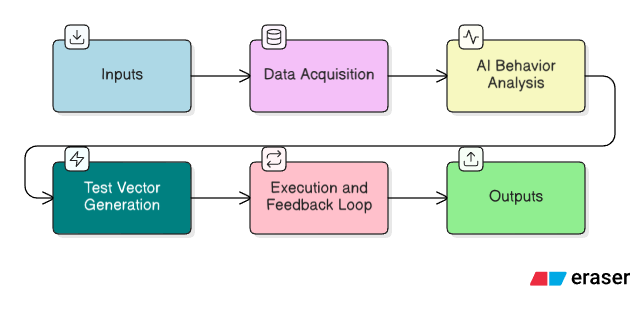 Inputs
Data Acquisition
AI Behavior
Analysis
Test Vector
Generation
Execution and
Feedback Loop
Outputs
eraser